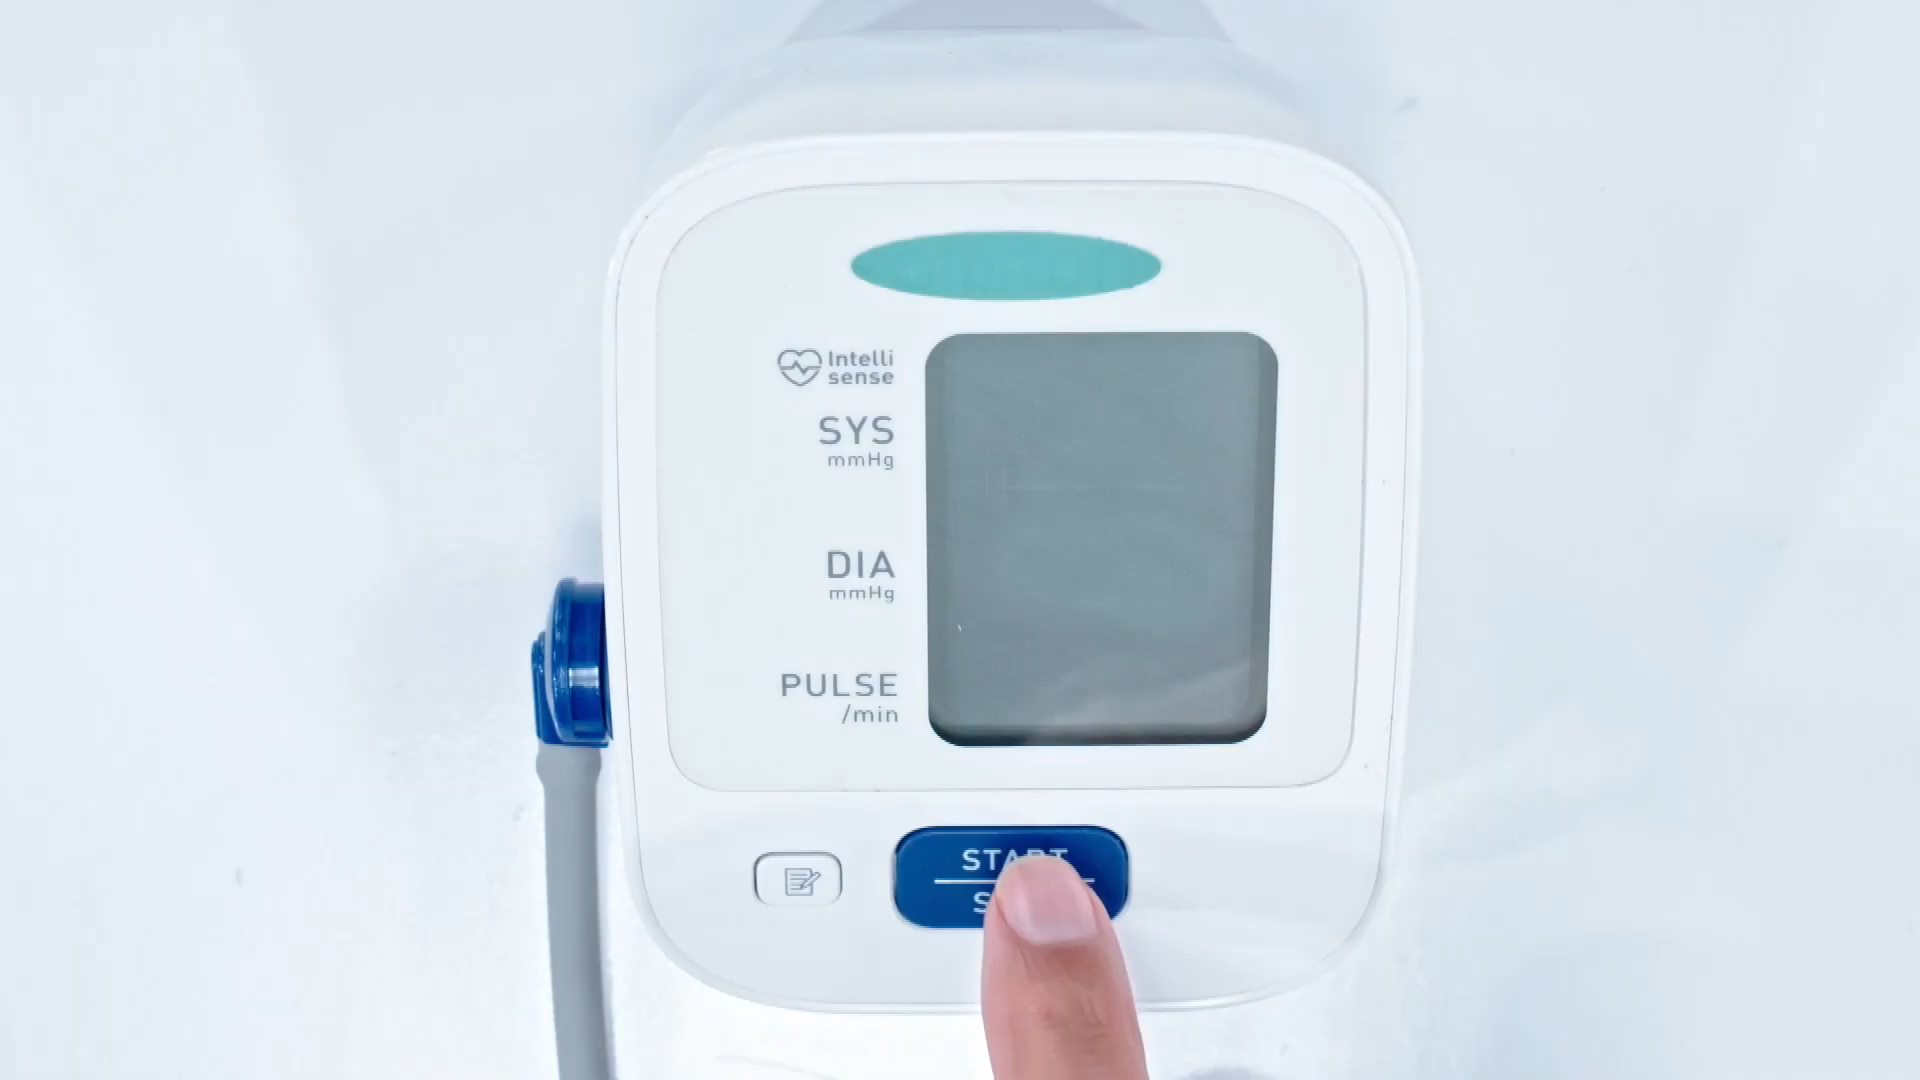 Intelli
sense
SYS
mmHg
DIA
mmHg
PULSE
/min
START